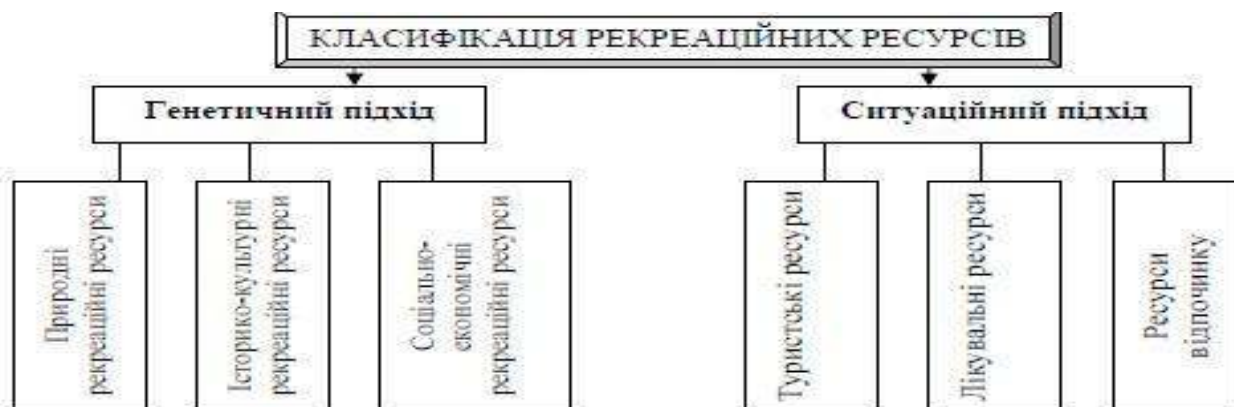 КЛАСИФІКАЦІЯ РЕКРЕАЦІЙНИХ РЕСУРСІВ
Генетичний підхід
Ситуаційний підхід
Природні
рекреаційні ресурси
Історико-культурні
рекреаційні ресурси
Соціально-
економічні
рекреаційні ресурси
Туристські ресурси
Лікувальні ресурси
Ресурси
відпочинку